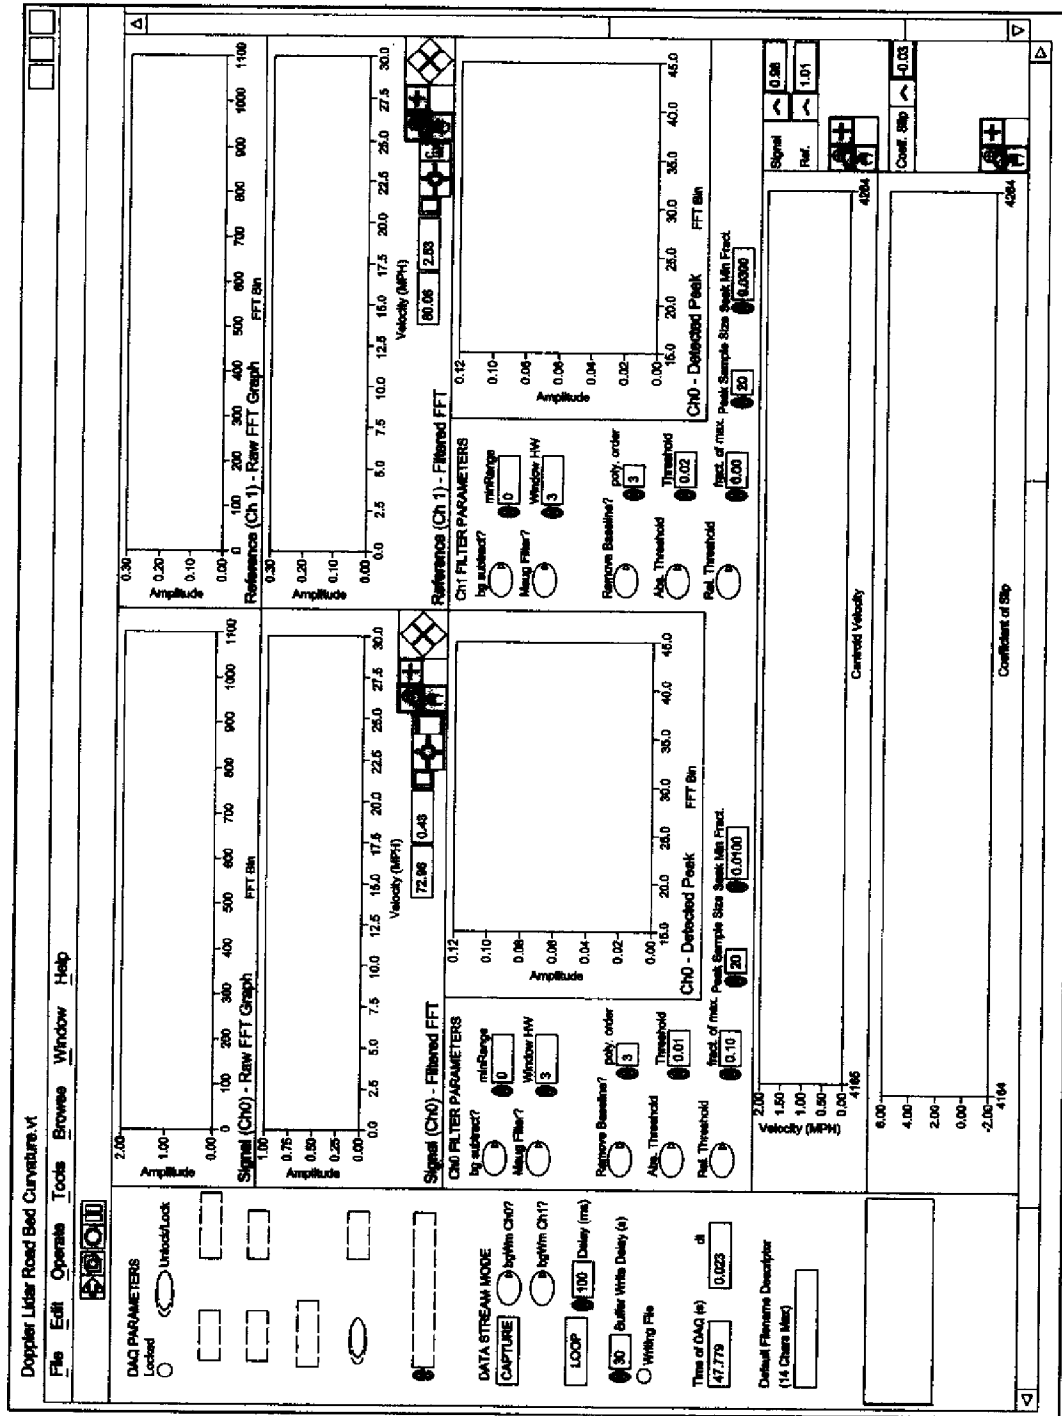 Doppler Lidar Road Bed Curvature.vt
File Edit Operate Tools Browse Window Help
DAQ PARAMETERS
Locked
Unlock/Lock
DATA STREAM MODE
CAPTURE
bgWrn Ch0?
bgWrn Ch1?
LOOP
100 Delay (ms)
30 Buffer Write Delay (s)
Writing File
Time of DAQ (s)
dt
47.779
0.023
Default Filename Descriptor
(14 Chars Max)
2.00
1.00
0.00
Amplitude
0 100 200 300 400 500 600 700 800 900 1000 1100
Signal (Ch0) - Raw FFT Graph
FFT Bin
1.00
0.75
0.50
0.25
0.00
Amplitude
0.0 2.5 5.0 7.5 10.0 12.5 15.0 17.5 20.0 22.5 25.0 27.5 30.0
Velocity (MPH)
Signal (Ch0) - Filtered FFT
72.96 0.43
Ch0 FILTER PARAMETERS
bg subtract?
minRange
0
Maug Filter?
Window HW
3
Remove Baseline?
poly. order
3
Abs. Threshold
Threshold
0.01
Rel. Threshold
fract. of max.
0.10
Peak Sample Size
20
Seek Min Fract.
0.0100
0.12
0.10
0.08
0.06
0.04
0.02
0.00
Amplitude
15.0 20.0 25.0 30.0 35.0 40.0 45.0
Ch0 - Detected Peak
FFT Bin
0.30
0.20
0.10
0.00
Amplitude
0 100 200 300 400 500 600 700 800 900 1000 1100
Reference (Ch 1) - Raw FFT Graph
FFT Bin
0.30
0.20
0.10
0.00
Amplitude
0.0 2.5 5.0 7.5 10.0 12.5 15.0 17.5 20.0 22.5 25.0 27.5 30.0
Velocity (MPH)
Reference (Ch 1) - Filtered FFT
80.06 2.53
Ch1 FILTER PARAMETERS
bg subtract?
minRange
0
Maug Filter?
Window HW
3
Remove Baseline?
poly. order
3
Abs. Threshold
Threshold
0.02
Rel. Threshold
fract. of max.
0.00
Peak Sample Size
20
Seek Min Fract.
0.0300
0.12
0.10
0.08
0.06
0.04
0.02
0.00
Amplitude
15.0 20.0 25.0 30.0 35.0 40.0 45.0
Ch0 - Detected Peak
FFT Bin
2.00
1.50
1.00
0.50
0.00
Velocity (MPH)
4165
4264
Centroid Velocity
Signal
0.98
Ref.
1.01
6.00
4.00
2.00
0.00
-2.00
4164
4264
Coefficient of Slip
Coeff. Slip
-0.03